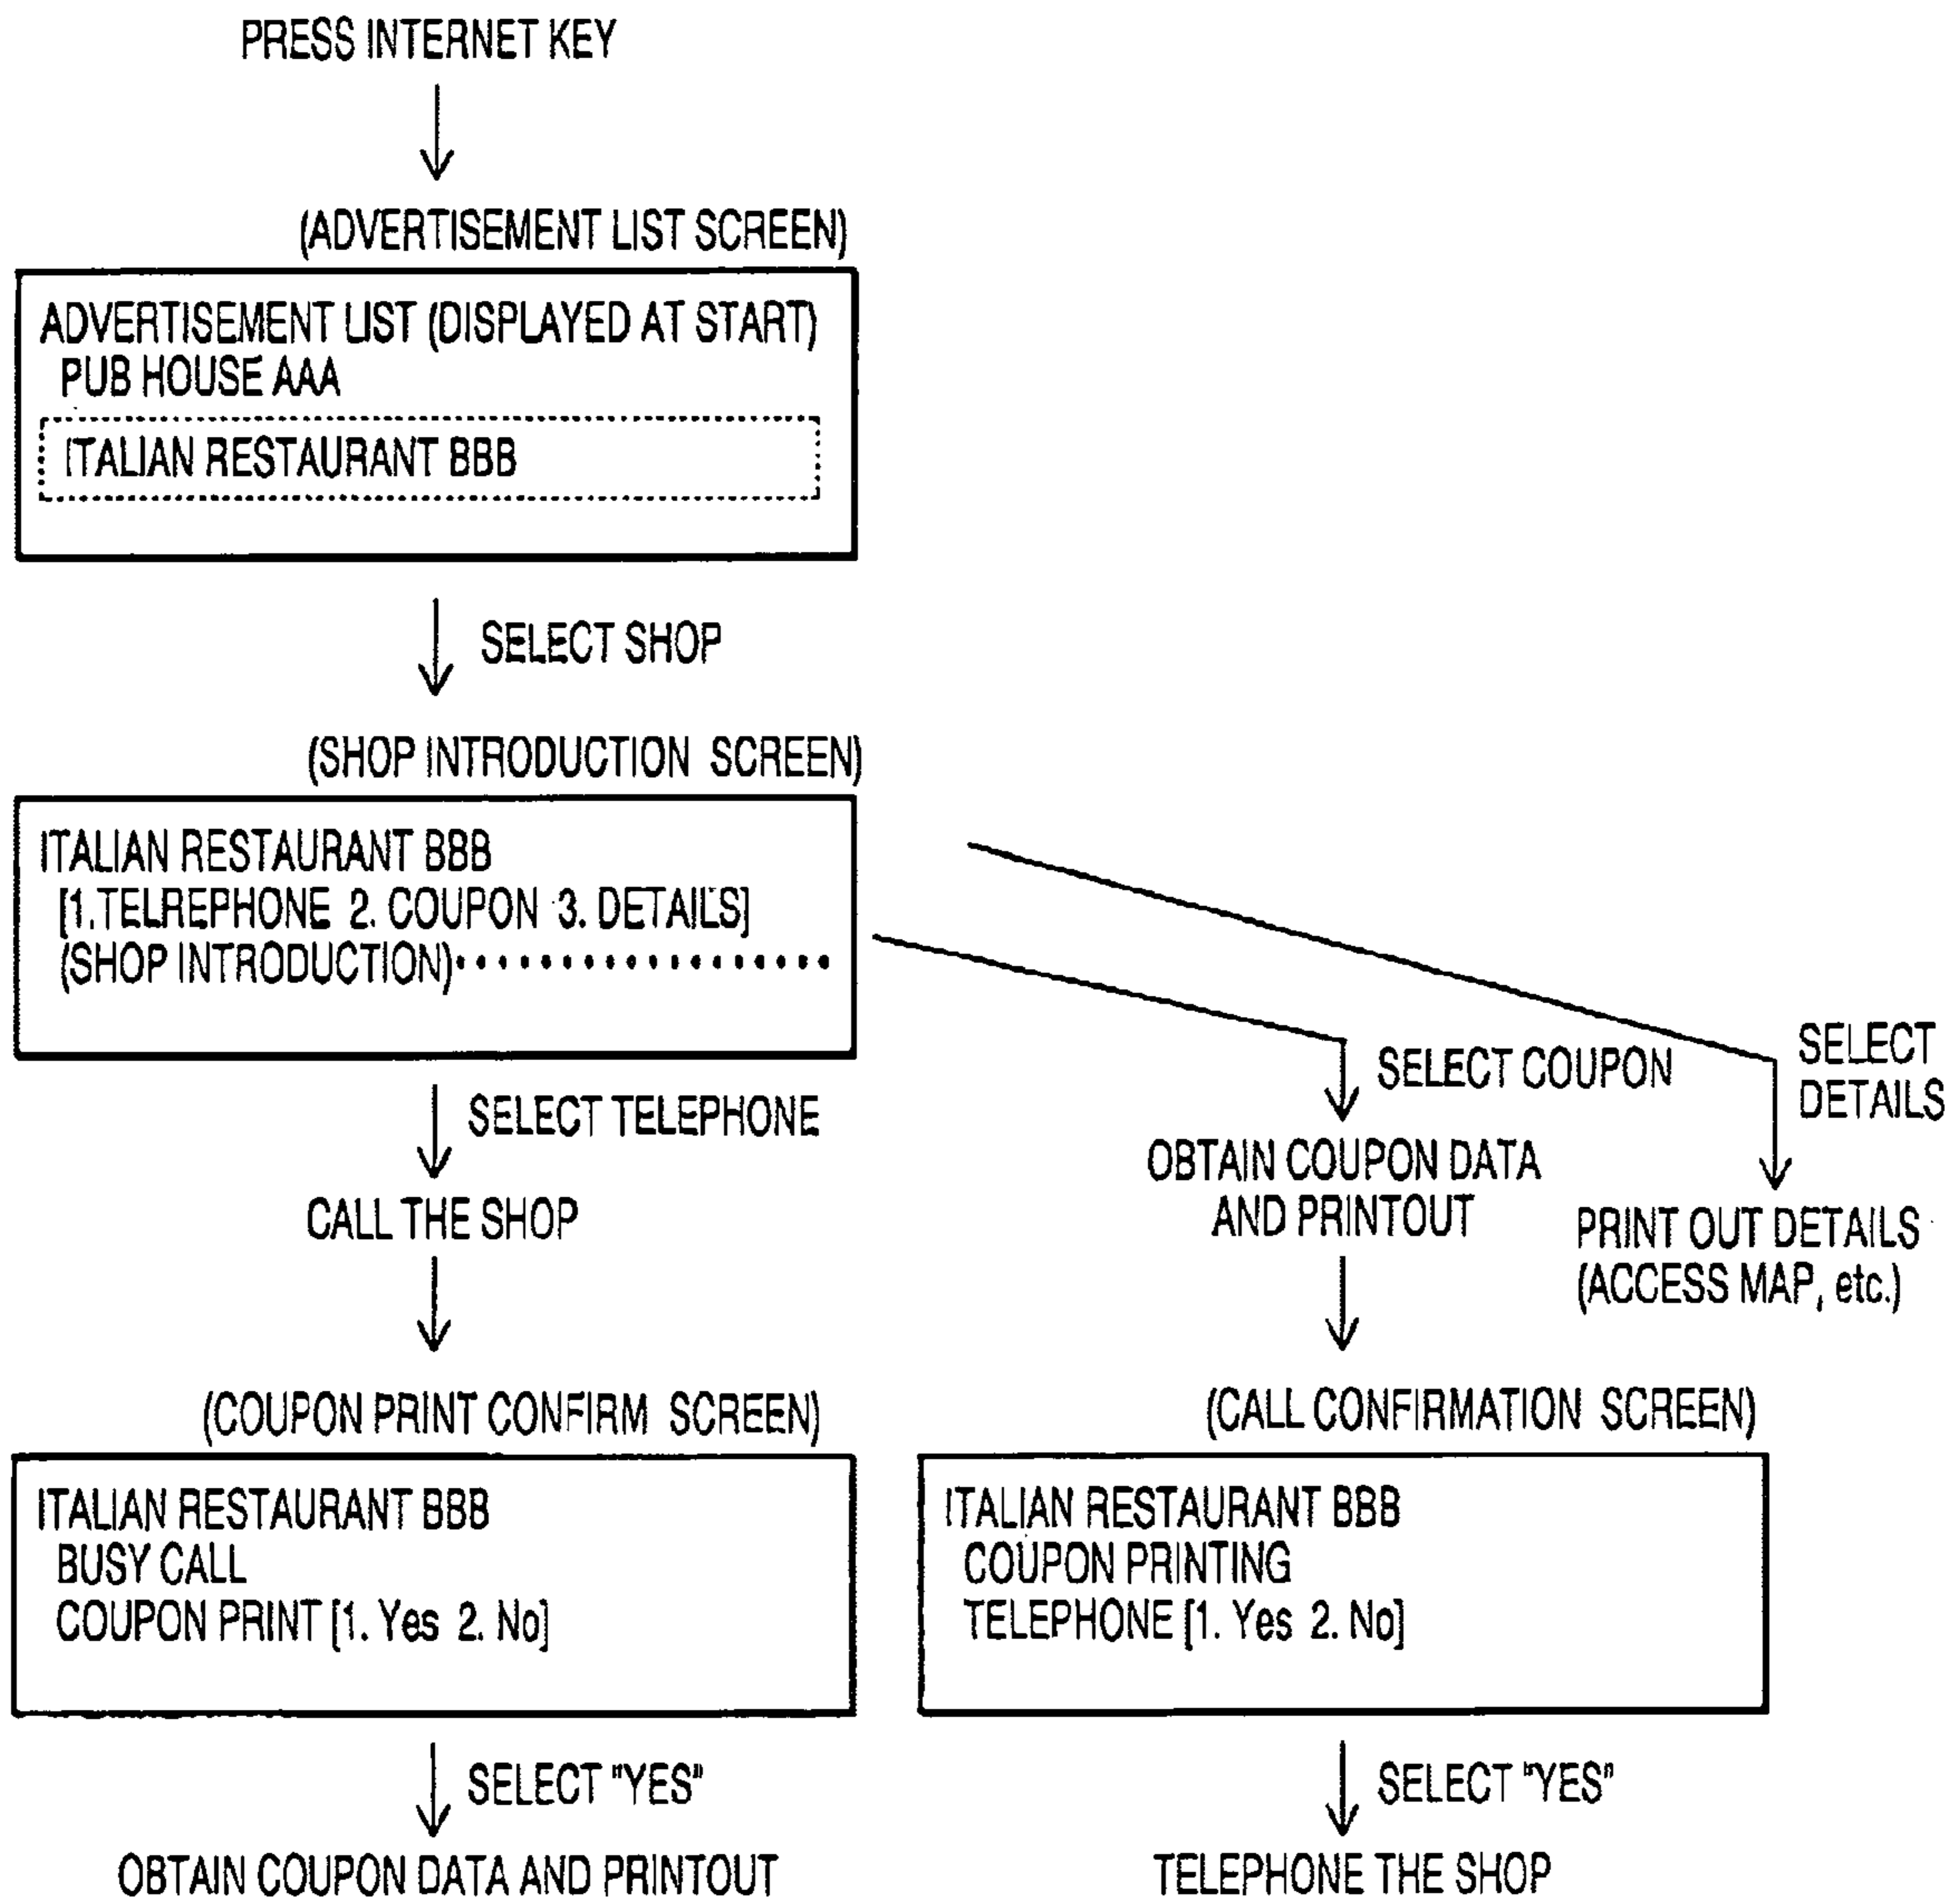 PRESS INTERNET KEY
(ADVERTISEMENT LIST SCREEN)
ADVERTISEMENT LIST (DISPLAYED AT START)
PUB HOUSE AAA
ITALIAN RESTAURANT BBB
SELECT SHOP
(SHOP INTRODUCTION SCREEN)
ITALIAN RESTAURANT BBB
[1.TELREPHONE 2. COUPON 3. DETAILS]
(SHOP INTRODUCTION)••••••••••••••••••
SELECT TELEPHONE
CALL THE SHOP
SELECT COUPON
OBTAIN COUPON DATA
AND PRINTOUT
SELECT
DETAILS
PRINT OUT DETAILS
(ACCESS MAP, etc.)
(COUPON PRINT CONFIRM SCREEN)
ITALIAN RESTAURANT BBB
BUSY CALL
COUPON PRINT [1. Yes 2. No]
SELECT "YES"
OBTAIN COUPON DATA AND PRINTOUT
(CALL CONFIRMATION SCREEN)
ITALIAN RESTAURANT BBB
COUPON PRINTING
TELEPHONE [1. Yes 2. No]
SELECT "YES"
TELEPHONE THE SHOP